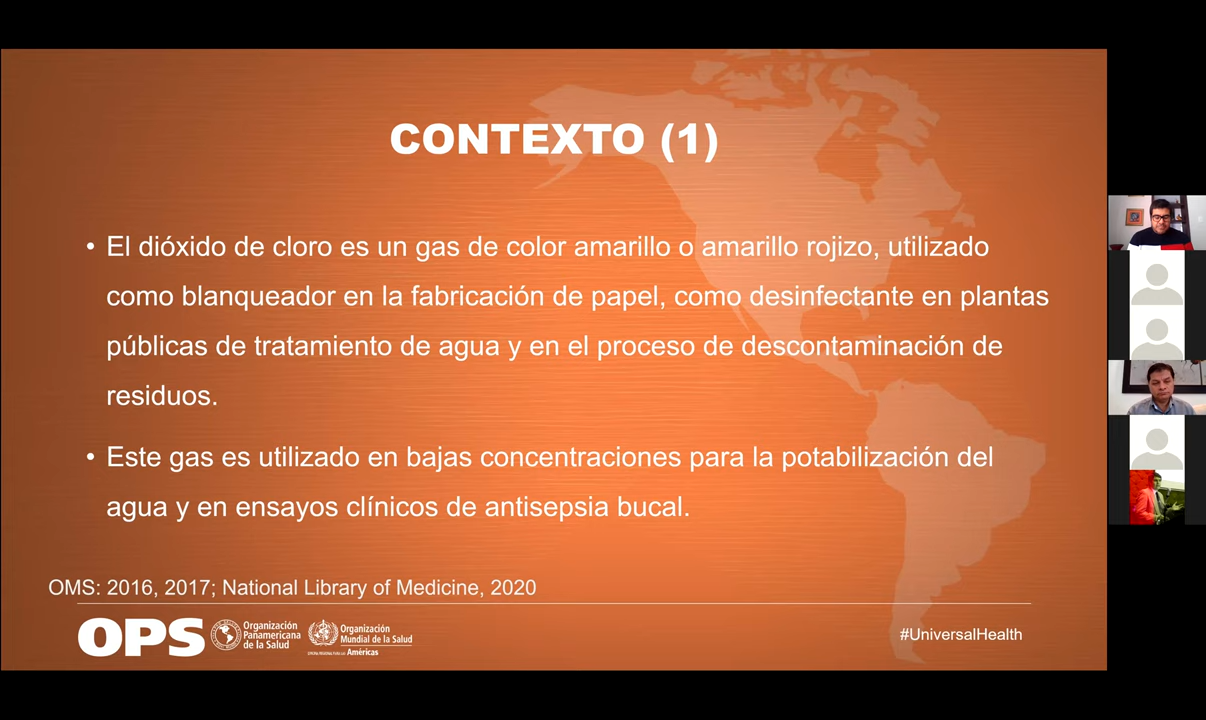 CONTEXTO (1)
• El dióxido de cloro es un gas de color amarillo o amarillo rojizo, utilizado
como blanqueador en la fabricación de papel, como desinfectante en plantas
públicas de tratamiento de agua y en el proceso de descontaminación de
residuos.
• Este gas es utilizado en bajas concentraciones para la potabilización del
agua y en ensayos clínicos de antisepsia bucal.
OMS: 2016, 2017; National Library of Medicine, 2020
OPS
Organización
Panamericana
de la Salud
Organización
Mundial de la Salud
Américas
#UniversalHealth